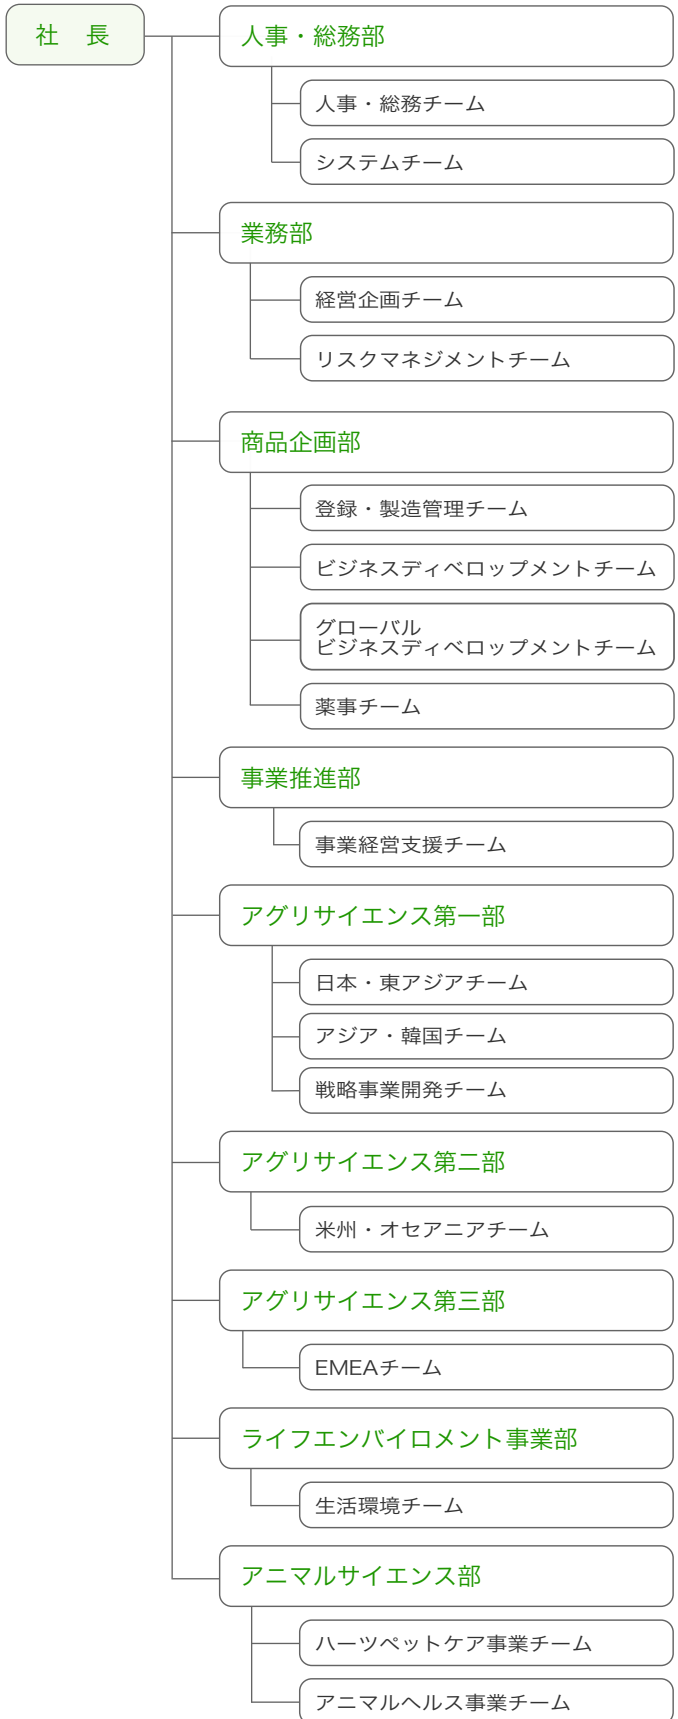 社　長
人事・総務部
人事・総務チーム
システムチーム
業務部
経営企画チーム
リスクマネジメントチーム
商品企画部
登録・製造管理チーム
ビジネスディベロップメントチーム
グローバル
ビジネスディベロップメントチーム
薬事チーム
事業推進部
事業経営支援チーム
アグリサイエンス第一部
日本・東アジアチーム
アジア・韓国チーム
戦略事業開発チーム
アグリサイエンス第二部
米州・オセアニアチーム
アグリサイエンス第三部
EMEAチーム
ライフエンバイロメント事業部
生活環境チーム
アニマルサイエンス部
ハーツペットケア事業チーム
アニマルヘルス事業チーム